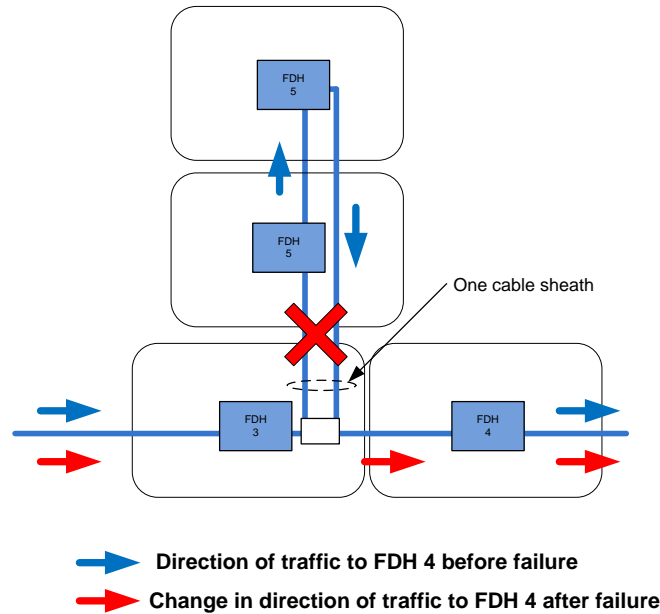 FDH
5
FDH
5
One cable sheath
FDH
3
FDH
4
Direction of traffic to FDH 4 before failure
Change in direction of traffic to FDH 4 after failure